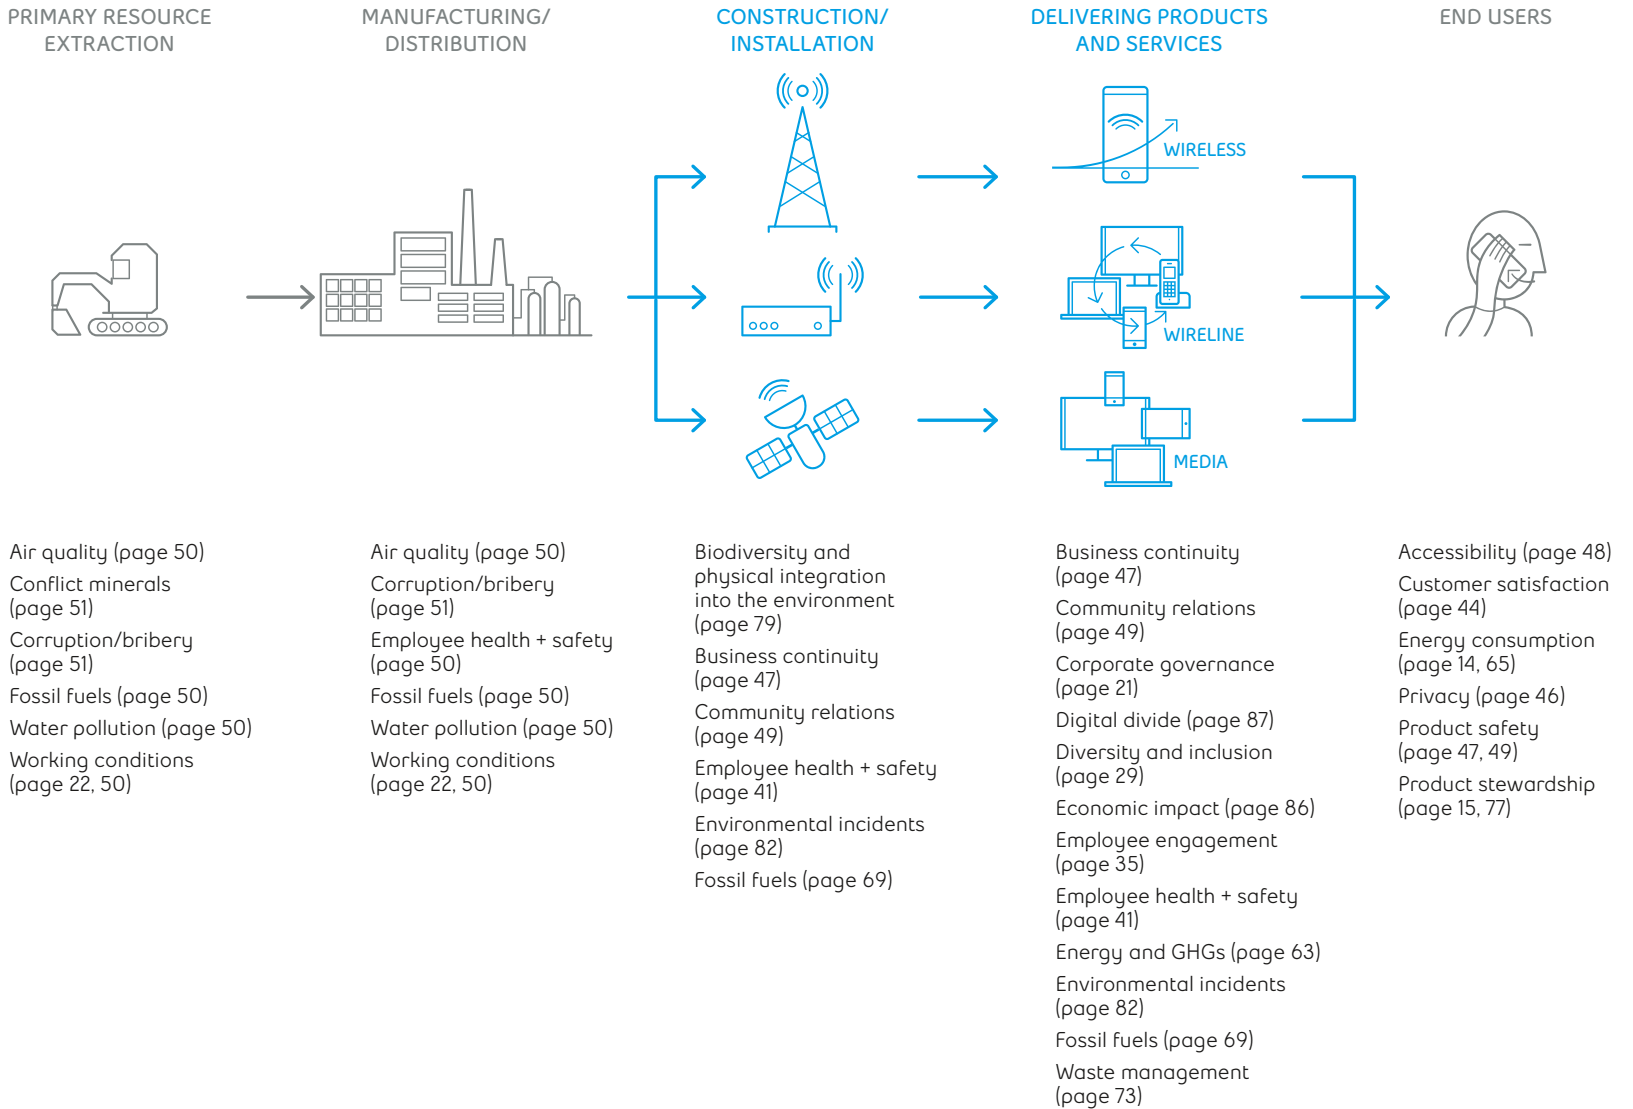 PRIMARY RESOURCE
EXTRACTION
MANUFACTURING/
DISTRIBUTION
CONSTRUCTION/
INSTALLATION
DELIVERING PRODUCTS
AND SERVICES
END USERS
WIRELESS
WIRELINE
MEDIA
Air quality (page 50)
Conflict minerals
(page 51)
Corruption/bribery
(page 51)
Fossil fuels (page 50)
Water pollution (page 50)
Working conditions
(page 22, 50)
Air quality (page 50)
Corruption/bribery
(page 51)
Employee health + safety
(page 50)
Fossil fuels (page 50)
Water pollution (page 50)
Working conditions
(page 22, 50)
Biodiversity and
physical integration
into the environment
(page 79)
Business continuity
(page 47)
Community relations
(page 49)
Employee health + safety
(page 41)
Environmental incidents
(page 82)
Fossil fuels (page 69)
Business continuity
(page 47)
Community relations
(page 49)
Corporate governance
(page 21)
Digital divide (page 87)
Diversity and inclusion
(page 29)
Economic impact (page 86)
Employee engagement
(page 35)
Employee health + safety
(page 41)
Energy and GHGs (page 63)
Environmental incidents
(page 82)
Fossil fuels (page 69)
Waste management
(page 73)
Accessibility (page 48)
Customer satisfaction
(page 44)
Energy consumption
(page 14, 65)
Privacy (page 46)
Product safety
(page 47, 49)
Product stewardship
(page 15, 77)